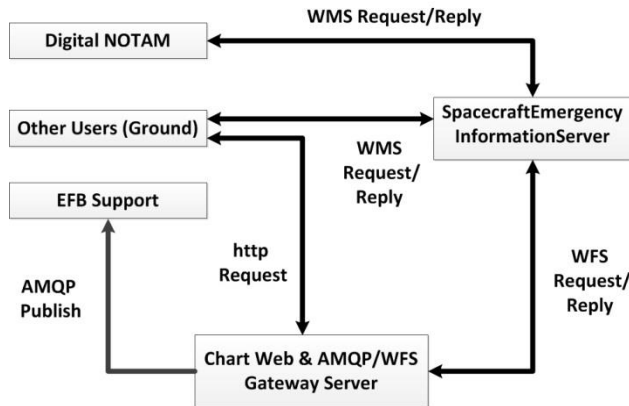 WMS Request/Reply
Digital NOTAM
SpacecraftEmergency
InformationServer
Other Users (Ground)
WMS
Request/
Reply
EFB Support
http
Request
WFS
Request/
Reply
AMQP
Publish
Chart Web & AMQP/WFS
Gateway Server